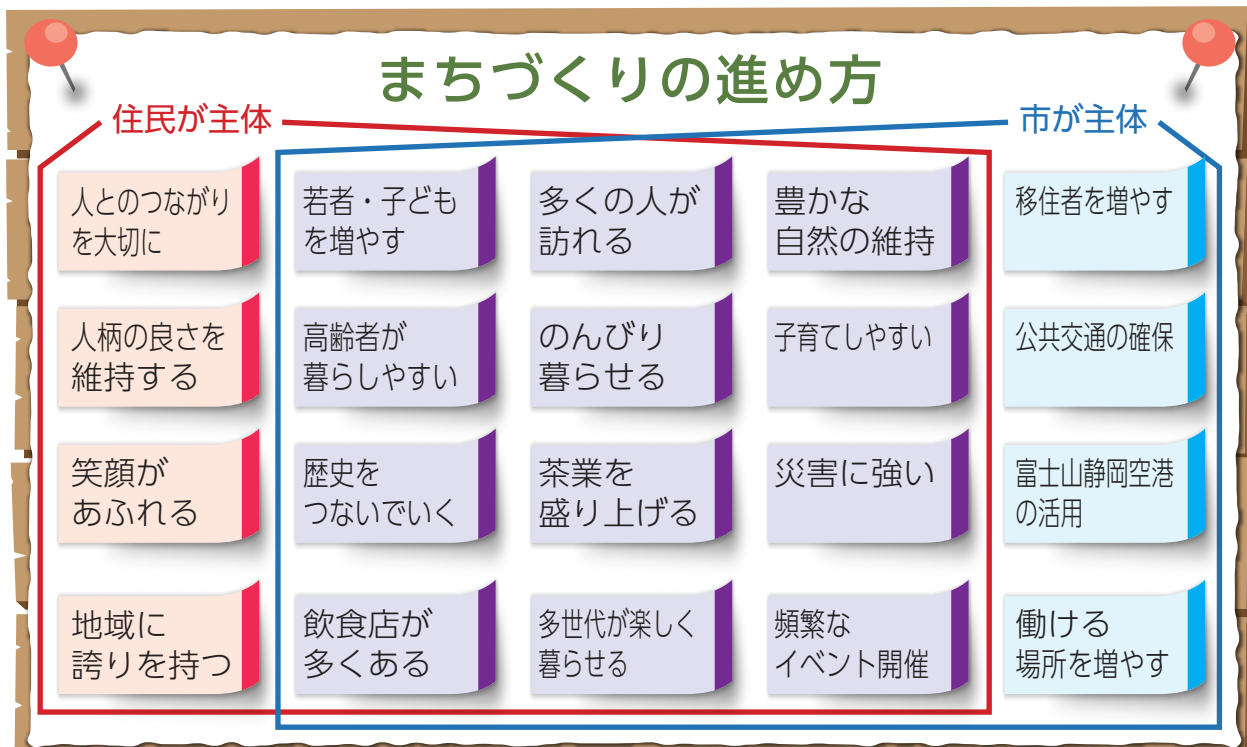 まちづくりの進め方
住民が主体
市が主体
人とのつながり
を大切に
若者・子ども
を増やす
多くの人が
訪れる
豊かな
自然の維持
移住者を増やす
人柄の良さを
維持する
高齢者が
暮らしやすい
のんびり
暮らせる
子育てしやすい
公共交通の確保
笑顔が
あふれる
歴史を
つないでいく
茶業を
盛り上げる
災害に強い
富士山静岡空港
の活用
地域に
誇りを持つ
飲食店が
多くある
多世代が楽しく
暮らせる
頻繁な
イベント開催
働ける
場所を増やす